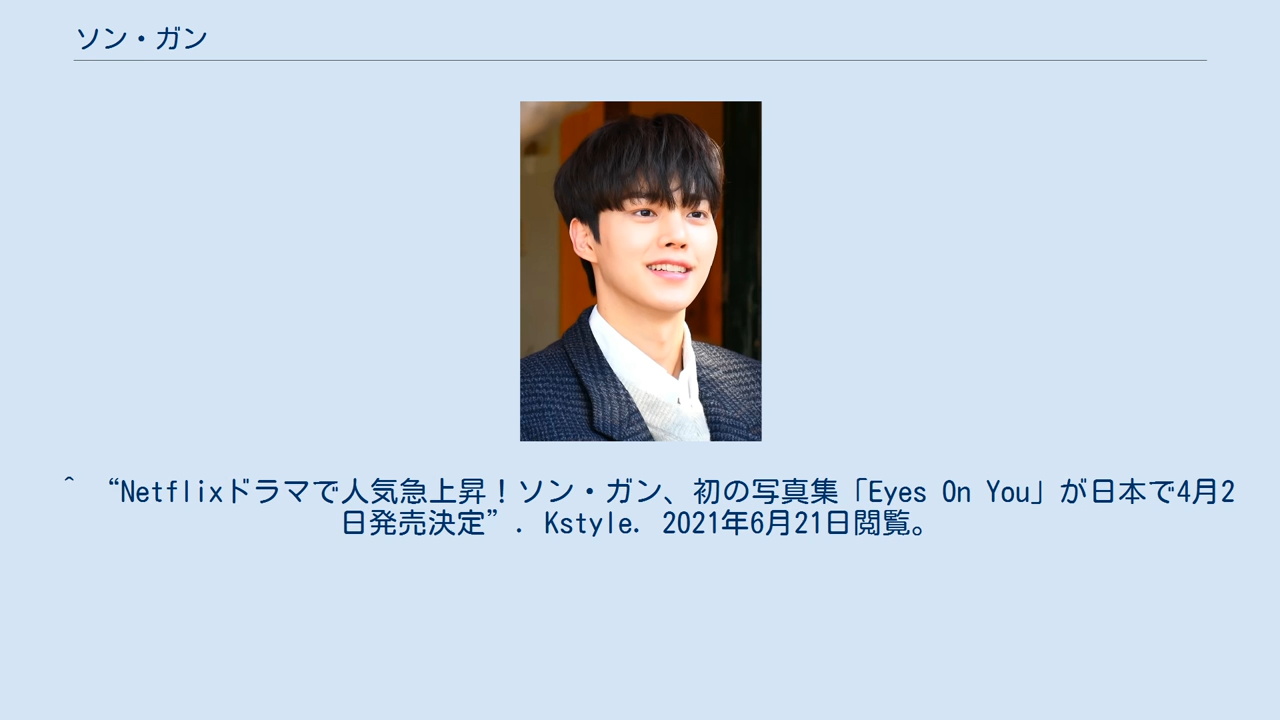 ソン・ガン
^ “Netflixドラマで人気急上昇！ソン・ガン、初の写真集「Eyes On You」が日本で4月2
日発売決定”. Kstyle. 2021年6月21日閲覧。